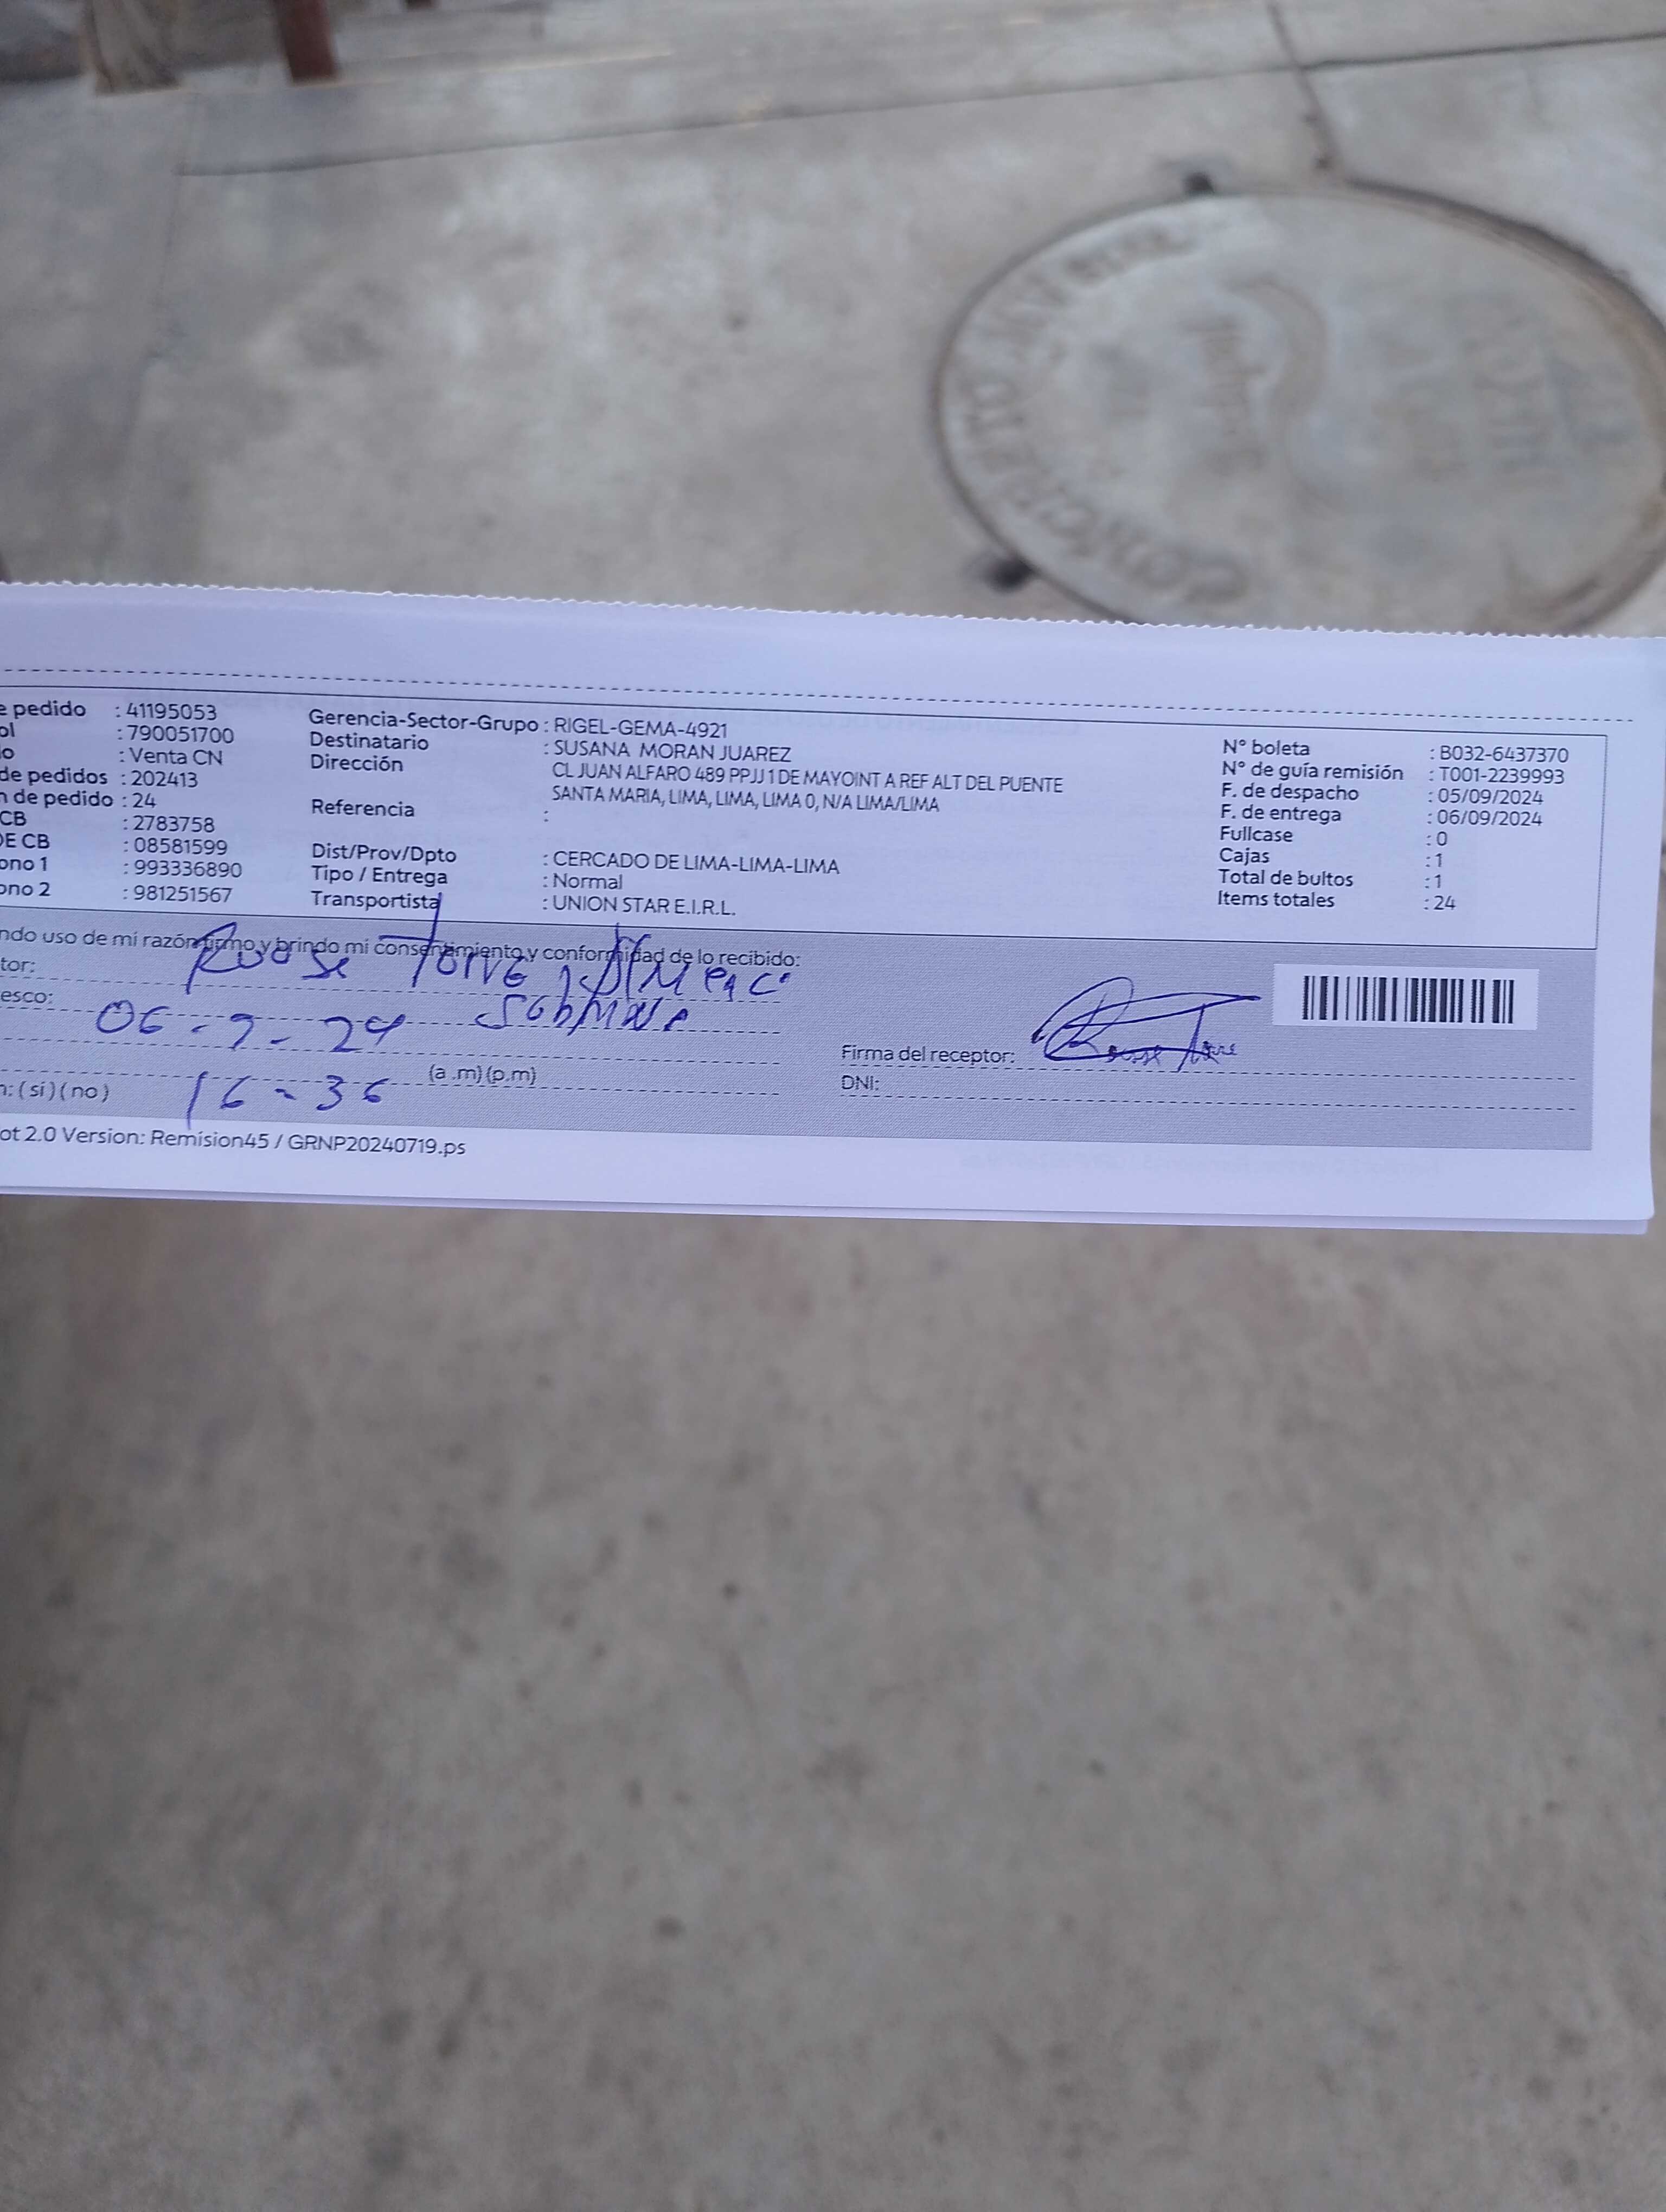 e pedido : 41195053
ol : 790051700
o : Venta CN
de pedidos : 202413
n de pedido : 24
CB : 2783758
DE CB : 08581599
ono 1 : 993336890
ono 2 : 981251567
Gerencia-Sector-Grupo : RIGEL-GEMA-4921
Destinatario : SUSANA MORAN JUAREZ
Dirección CL JUAN ALFARO 489 PPJJ 1 DE MAYOINT A REF ALT DEL PUENTE
SANTA MARIA, LIMA, LIMA, LIMA 0, N/A LIMA/LIMA
Referencia :
Dist/Prov/Dpto : CERCADO DE LIMA-LIMA-LIMA
Tipo / Entrega : Normal
Transportista : UNION STAR E.I.R.L.
N° boleta : B032-6437370
N° de guía remisión : T001-2239993
F. de despacho : 05/09/2024
F. de entrega : 06/09/2024
Fullcase : 0
Cajas : 1
Total de bultos : 1
Items totales : 24
ndo uso de mi razón firmo y brindo mi consentimiento y conformidad de lo recibido:
tor:
esco:
06-9-24
16-36 (a.m) (p.m)
n: (si) (no)
Firma del receptor:
DNI:
ot 2.0 Version: Remision45 / GRNP20240719.ps